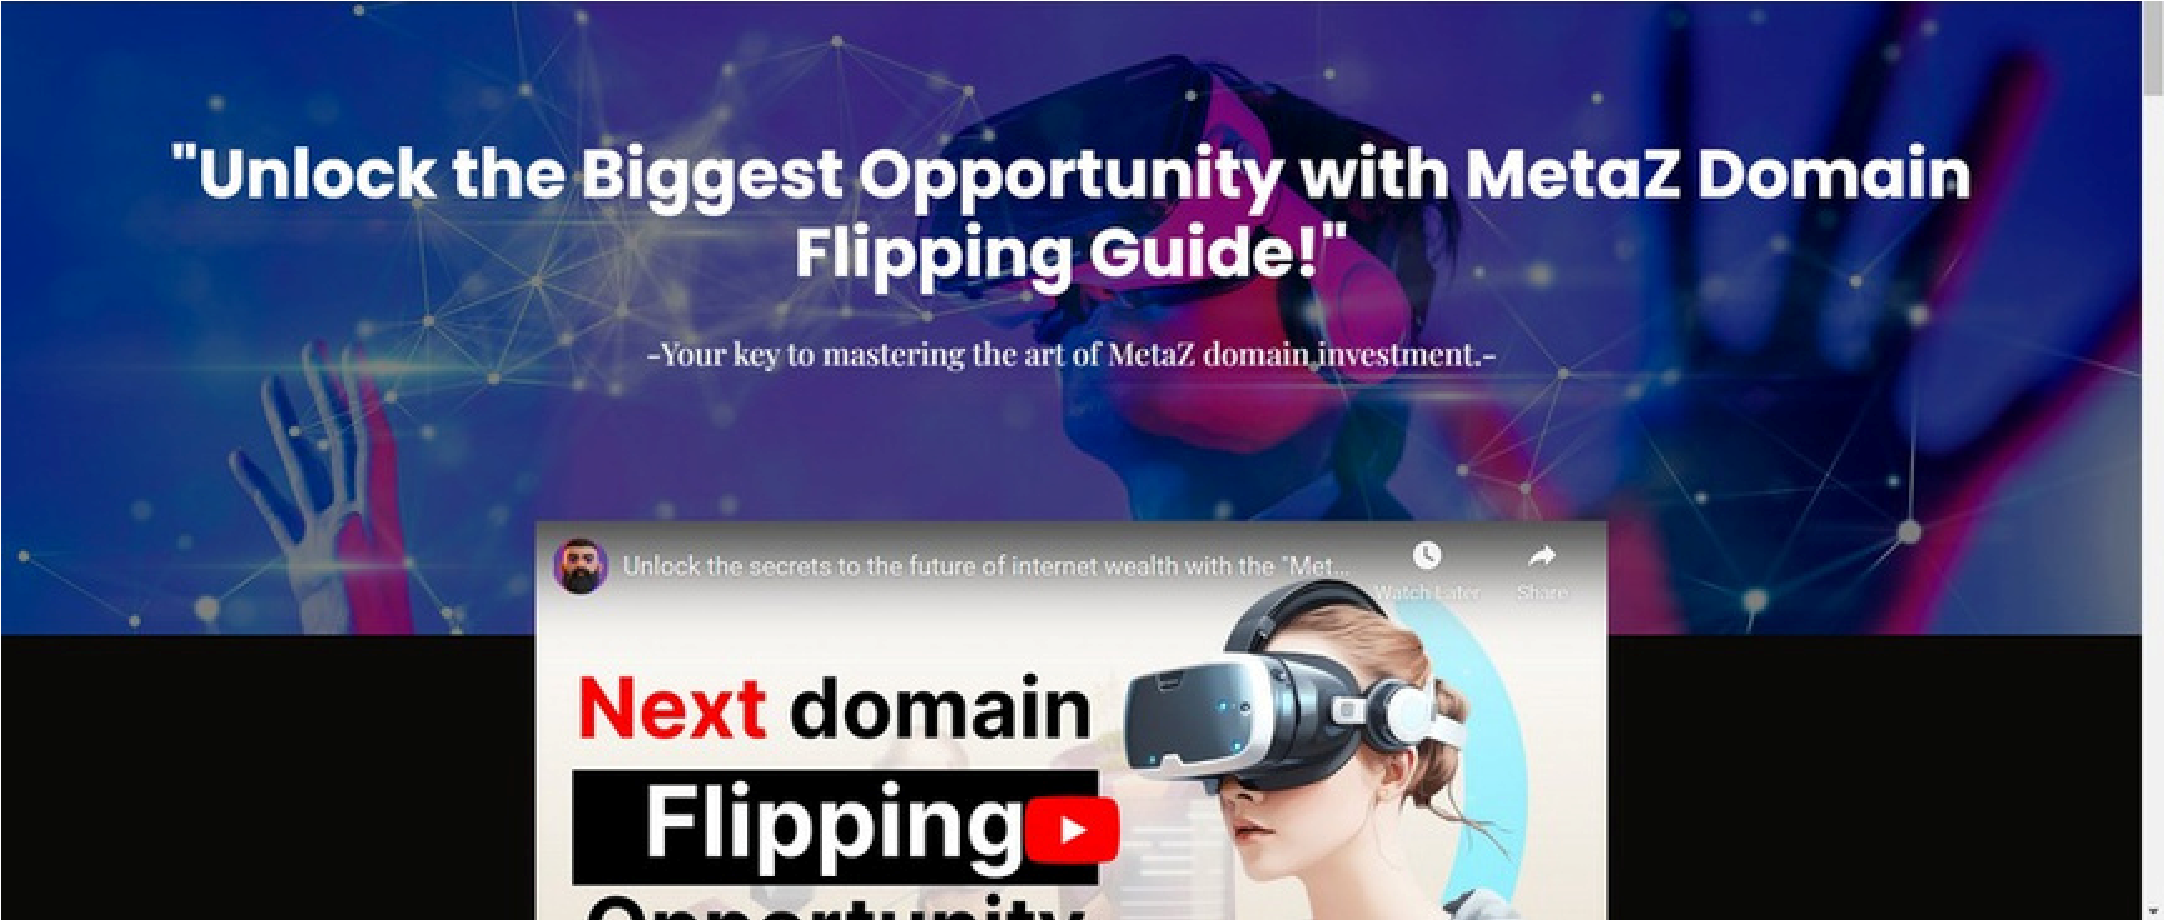 "Unlock the Biggest Opportunity with MetaZ Domain
Flipping Guide!"
-Your key to mastering the art of MetaZ domain investment.-
Unlock the secrets to the future of internet wealth with the "Met...
Watch Later
Share
Next domain
Flipping
Opportunity